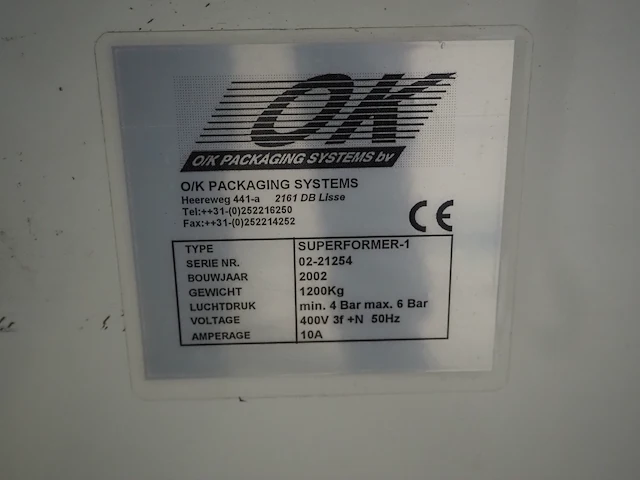 OK
O/K PACKAGING SYSTEMS bv
O/K PACKAGING SYSTEMS
Heereweg 441-a 2161 DB Lisse
Tel:++31-(0)252216250
Fax:++31-(0)252214252
CE
TYPE SUPERFORMER-1
SERIE NR. 02-21254
BOUWJAAR 2002
GEWICHT 1200Kg
LUCHTDRUK min. 4 Bar max. 6 Bar
VOLTAGE 400V 3f +N 50Hz
AMPERAGE 10A